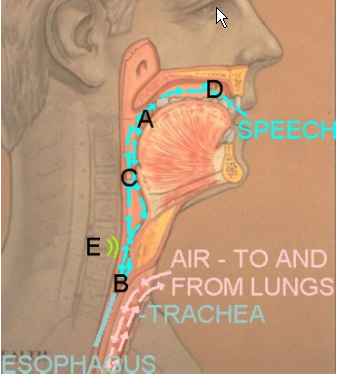 D
A
SPEECH
C
E
B
AIR - TO AND
FROM LUNGS
-TRACHEA
ESOPHAGUS